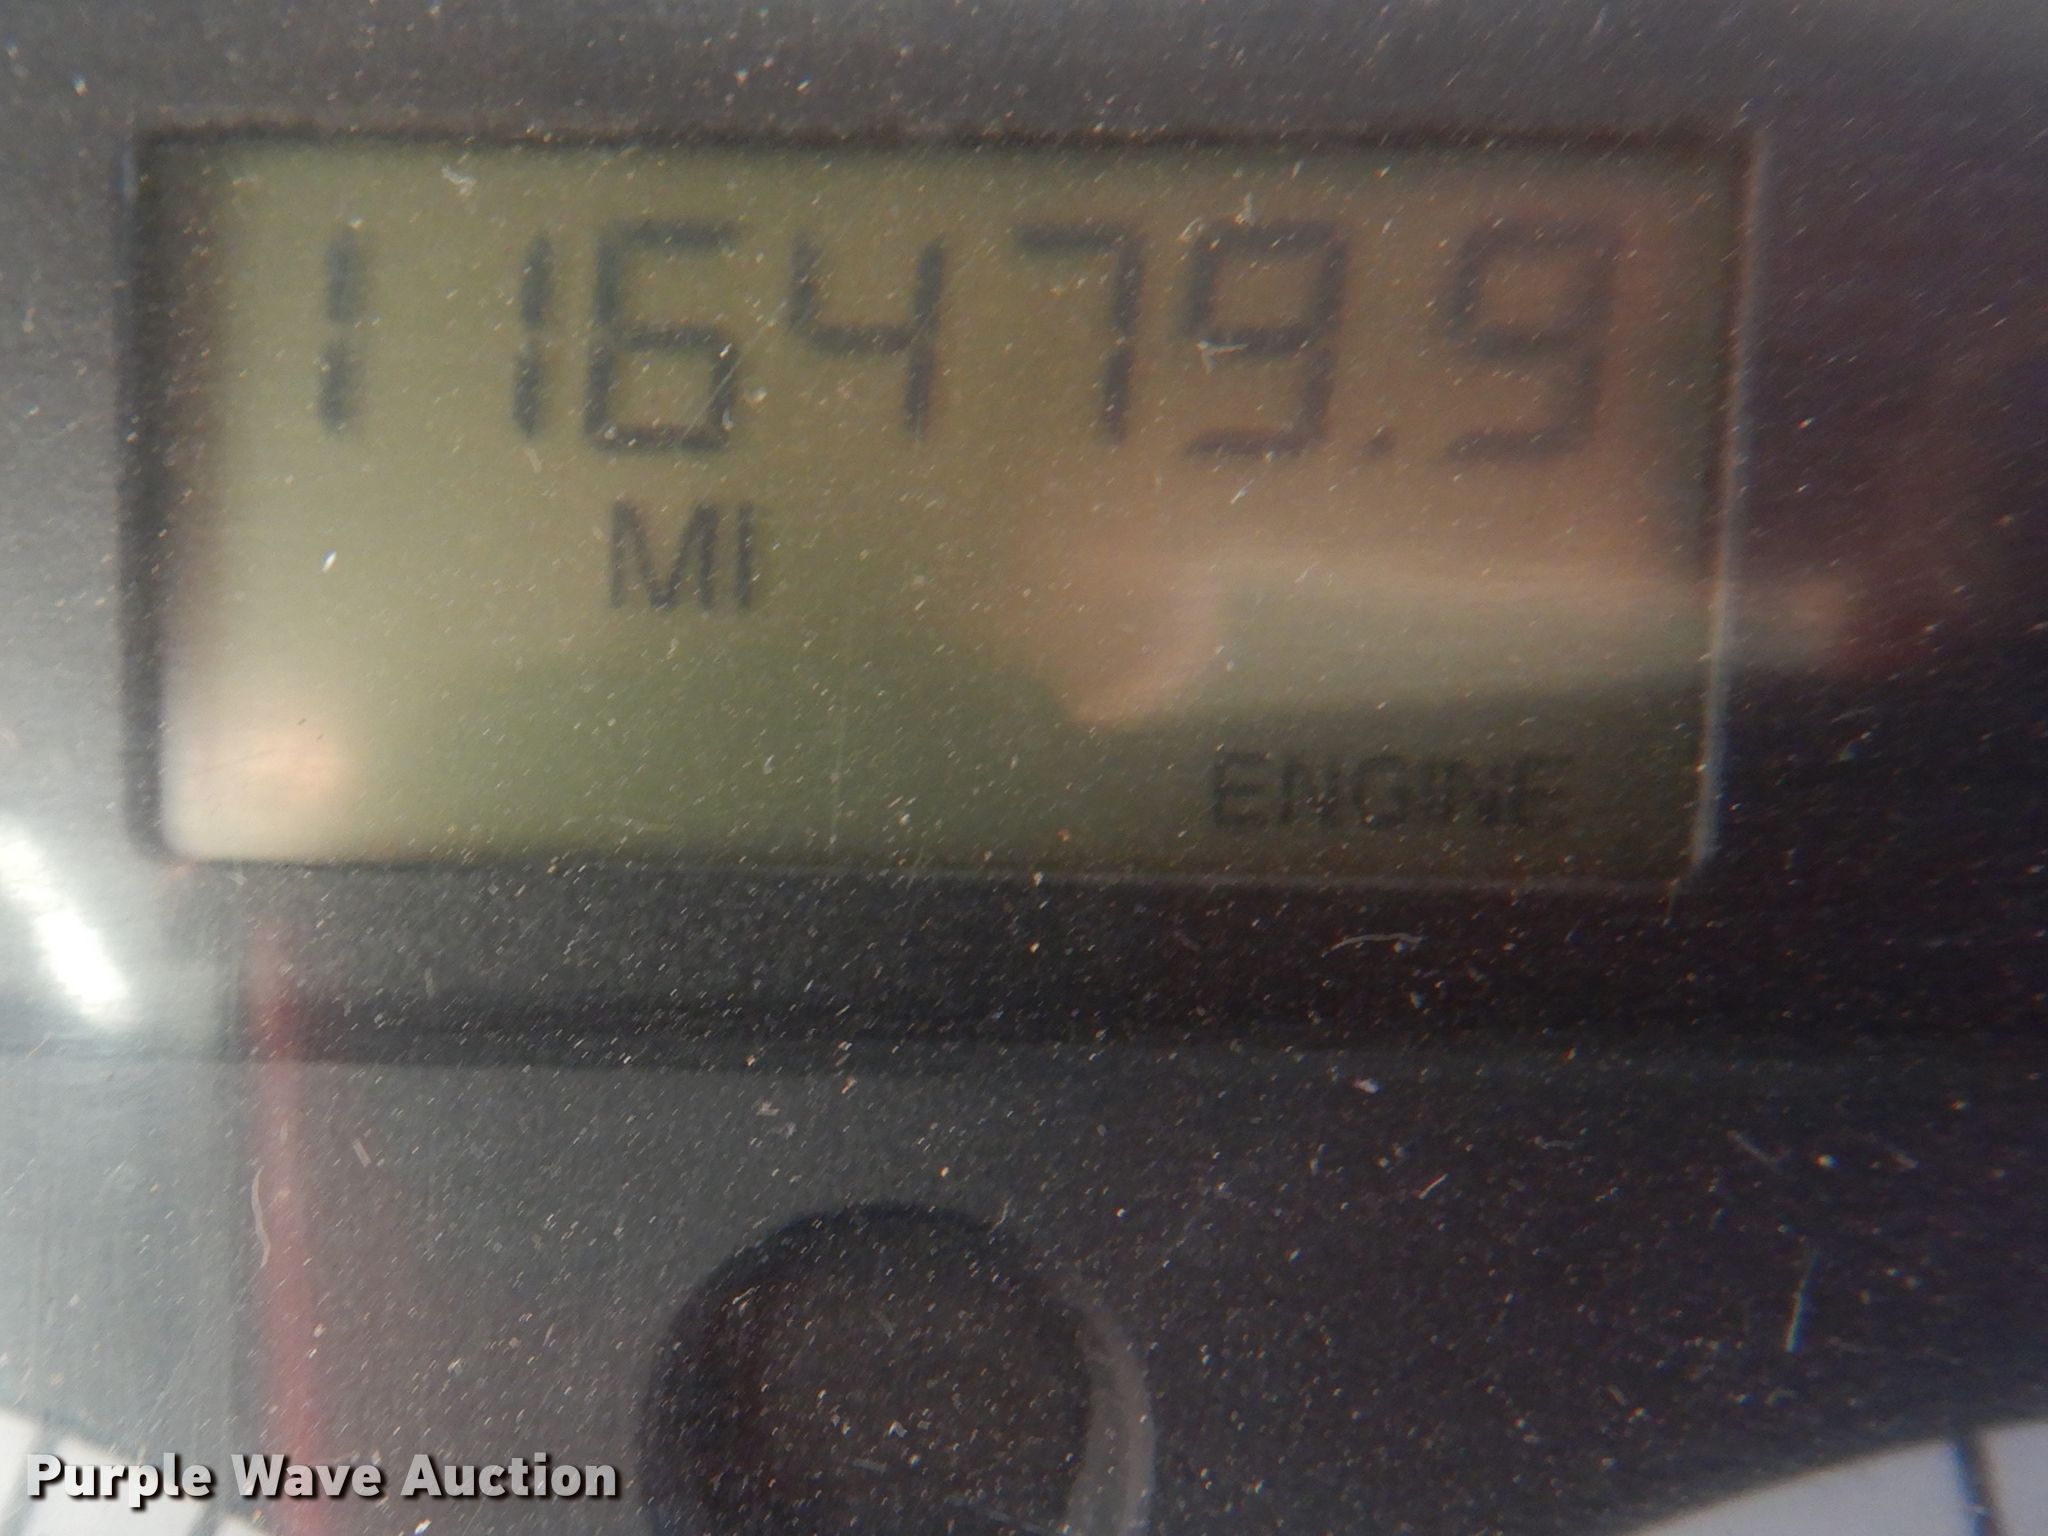 116479.9
MI
ENGINE
Purple Wave Auction